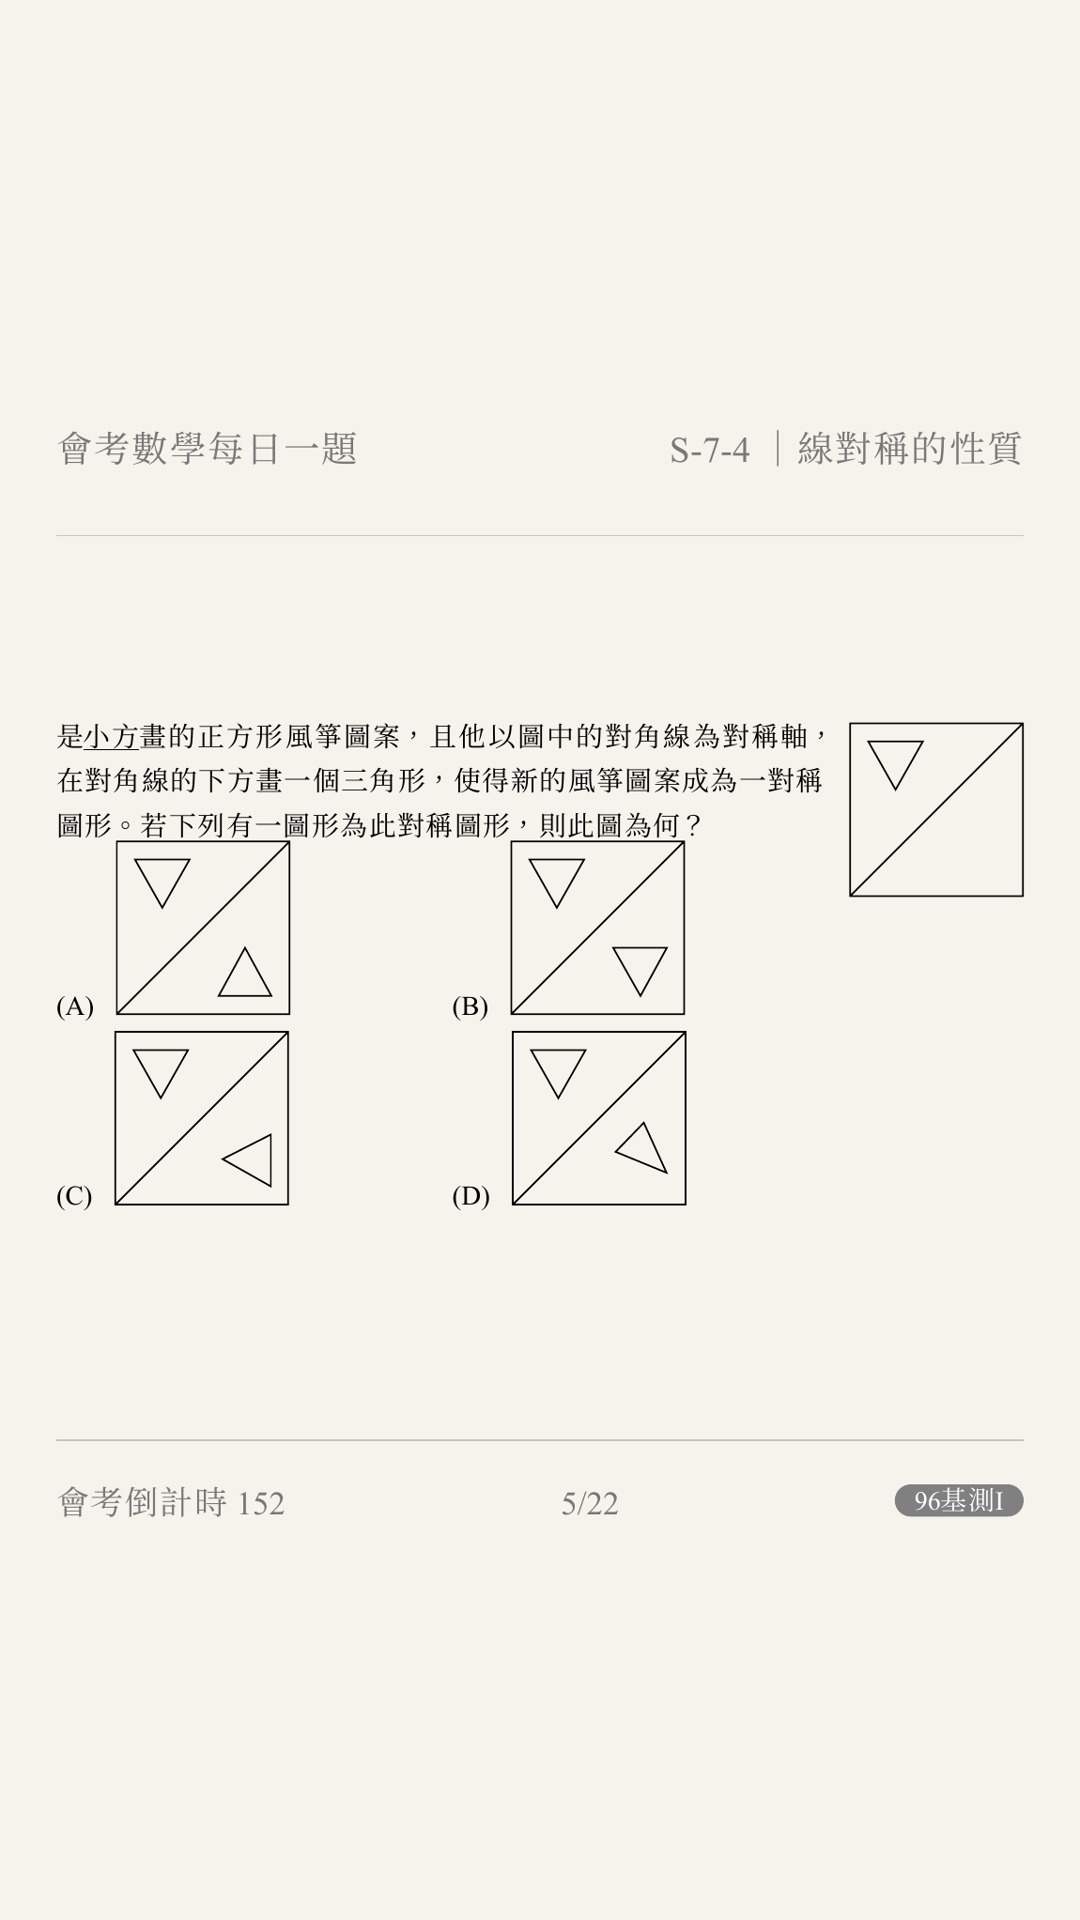 會考數學每日一題
S-7-4 ｜線對稱的性質
是小方畫的正方形風箏圖案，且他以圖中的對角線為對稱軸，
在對角線的下方畫一個三角形，使得新的風箏圖案成為一對稱
圖形。若下列有一圖形為此對稱圖形，則此圖為何？
(A)
(B)
(C)
(D)
會考倒計時 152
5/22
96基測I